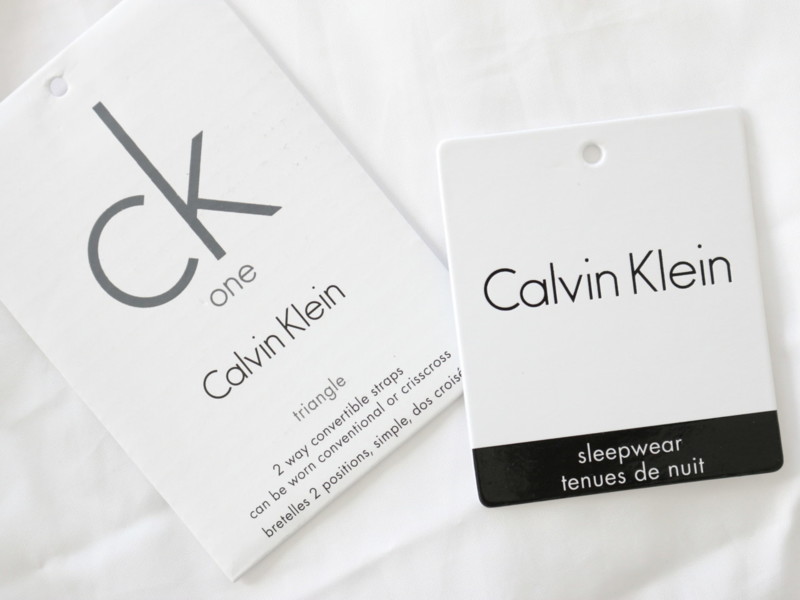 ck
one
Calvin Klein
triangle
2 way convertible straps
can be worn conventional or crisscross
bretelles 2 positions, simple, dos croisé
Calvin Klein
sleepwear
tenues de nuit